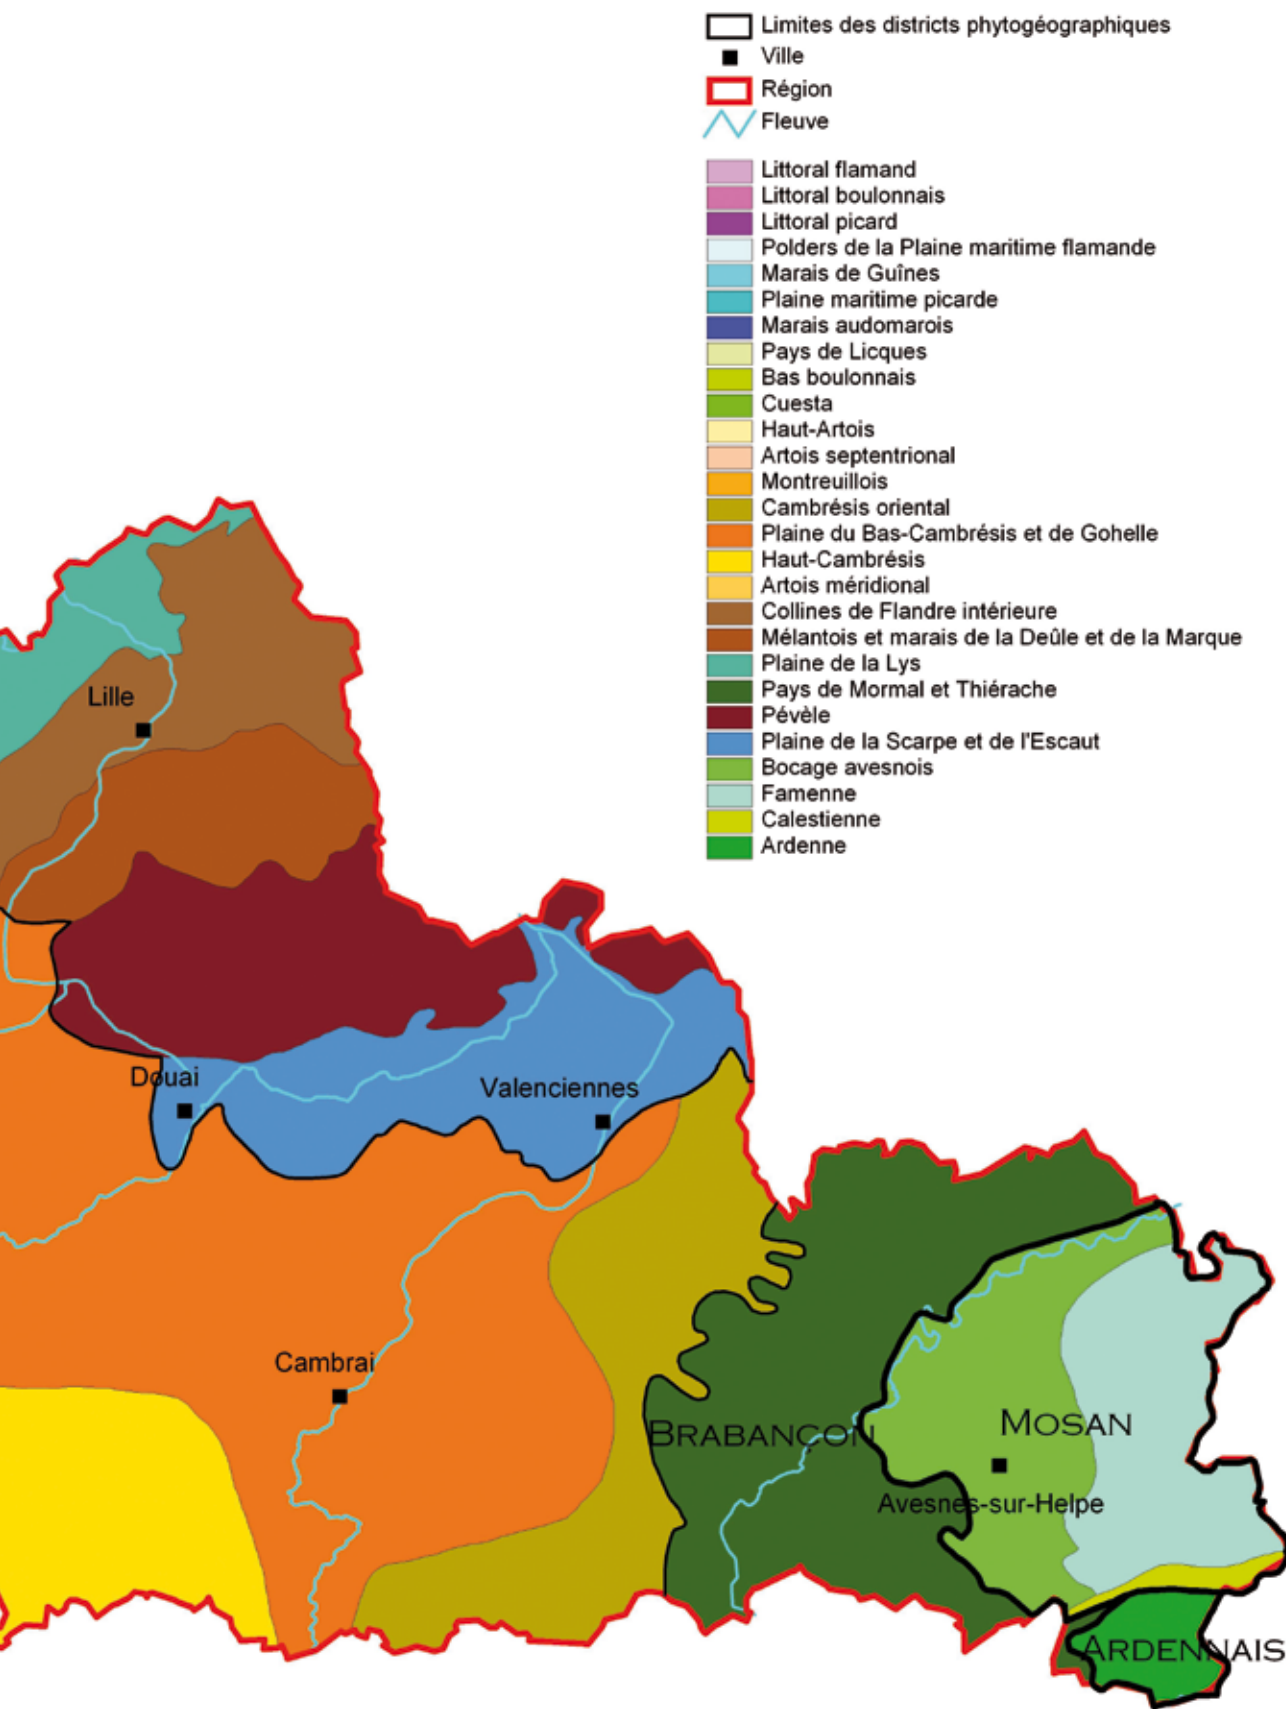 Limites des districts phytogéographiques
Ville
Région
Fleuve
Littoral flamand
Littoral boulonnais
Littoral picard
Polders de la Plaine maritime flamande
Marais de Guînes
Plaine maritime picarde
Marais audomarois
Pays de Licques
Bas boulonnais
Cuesta
Haut-Artois
Artois septentrional
Montreuillois
Cambrésis oriental
Plaine du Bas-Cambrésis et de Gohelle
Haut-Cambrésis
Artois méridional
Collines de Flandre intérieure
Mélantois et marais de la Deûle et de la Marque
Plaine de la Lys
Pays de Mormal et Thiérache
Pévèle
Plaine de la Scarpe et de l'Escaut
Bocage avesnois
Famenne
Calestienne
Ardenne
Lille
Douai
Valenciennes
Cambrai
BRABANÇON
MOSAN
Avesnes-sur-Helpe
ARDENNAIS